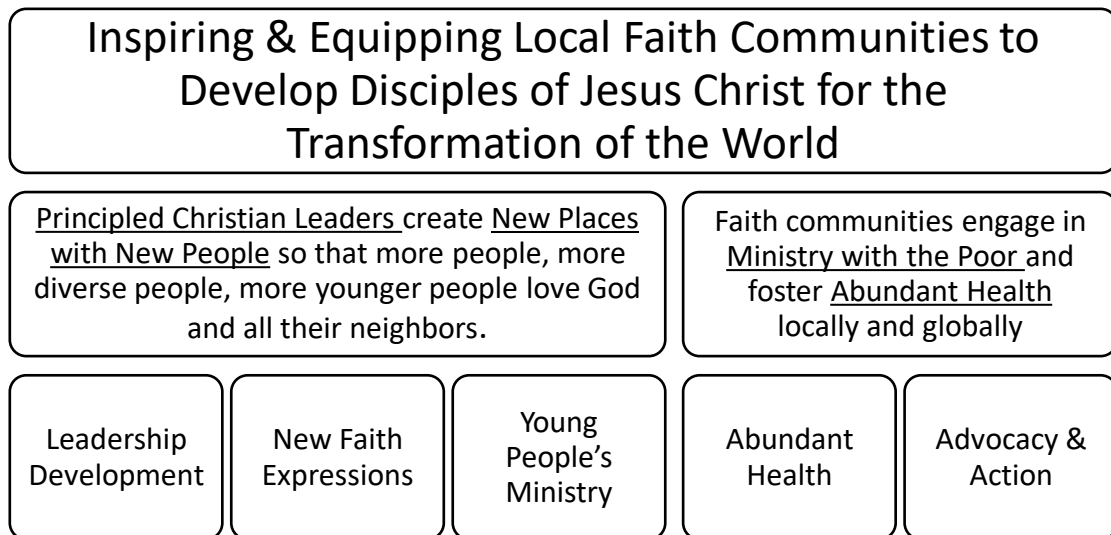 Inspiring & Equipping Local Faith Communities to
Develop Disciples of Jesus Christ for the
Transformation of the World
Principled Christian Leaders create New Places
with New People so that more people, more
diverse people, more younger people love God
and all their neighbors.
Faith communities engage in
Ministry with the Poor and
foster Abundant Health
locally and globally
Leadership
Development
New Faith
Expressions
Young
People’s
Ministry
Abundant
Health
Advocacy &
Action